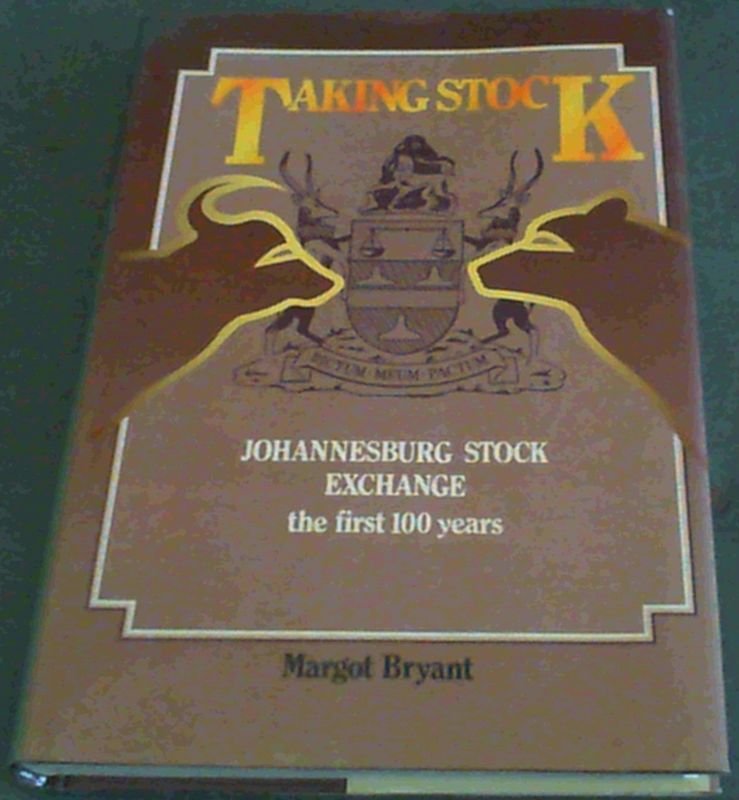 TAKING STOCK
DICTUM·MEUM·PACTUM
JOHANNESBURG STOCK
EXCHANGE
the first 100 years
Margot Bryant